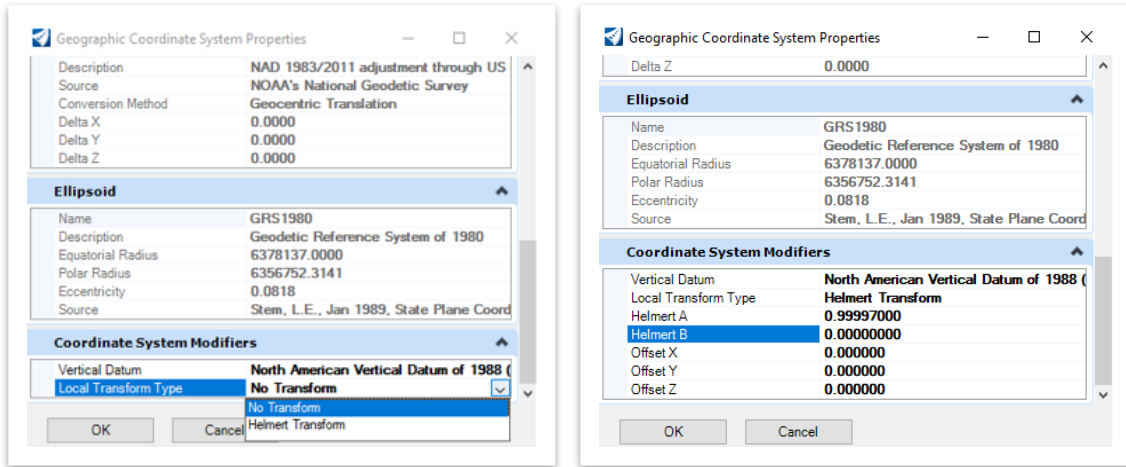 Geographic Coordinate System Properties
Description NAD 1983/2011 adjustment through US
Source NOAA's National Geodetic Survey
Conversion Method Geocentric Translation
Delta X 0.0000
Delta Y 0.0000
Delta Z 0.0000
Ellipsoid
Name GRS1980
Description Geodetic Reference System of 1980
Equatorial Radius 6378137.0000
Polar Radius 6356752.3141
Eccentricity 0.0818
Source Stem, L.E., Jan 1989, State Plane Coord
Coordinate System Modifiers
Vertical Datum North American Vertical Datum of 1988 (
Local Transform Type No Transform
No Transform
Helmert Transform
OK Cancel
Geographic Coordinate System Properties
Delta Z 0.0000
Ellipsoid
Name GRS1980
Description Geodetic Reference System of 1980
Equatorial Radius 6378137.0000
Polar Radius 6356752.3141
Eccentricity 0.0818
Source Stem, L.E., Jan 1989, State Plane Coord
Coordinate System Modifiers
Vertical Datum North American Vertical Datum of 1988 (
Local Transform Type Helmert Transform
Helmert A 0.99997000
Helmert B 0.00000000
Offset X 0.000000
Offset Y 0.000000
Offset Z 0.000000
OK Cancel